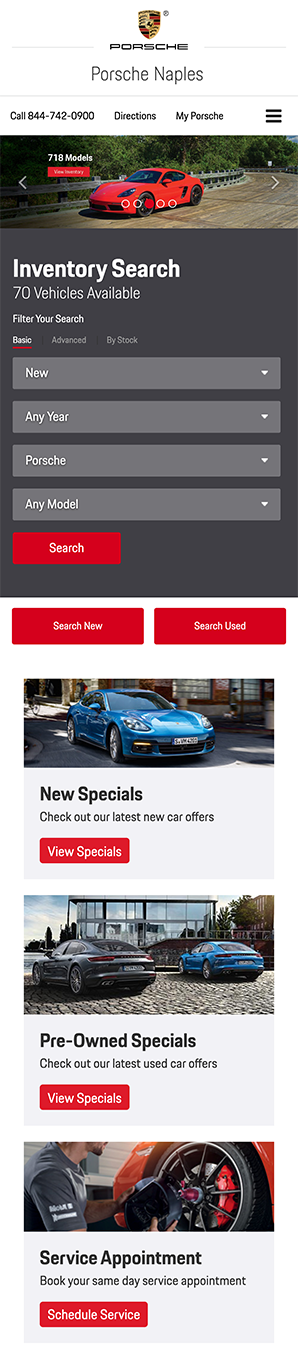 ®
PORSCHE
Porsche Naples
Call 844-742-0900 Directions My Porsche
718 Models
View Inventory
Inventory Search
70 Vehicles Available
Filter Your Search
Basic Advanced By Stock
New
Any Year
Porsche
Any Model
Search
Search New Search Used
New Specials
Check out our latest new car offers
View Specials
Pre-Owned Specials
Check out our latest used car offers
View Specials
Service Appointment
Book your same day service appointment
Schedule Service